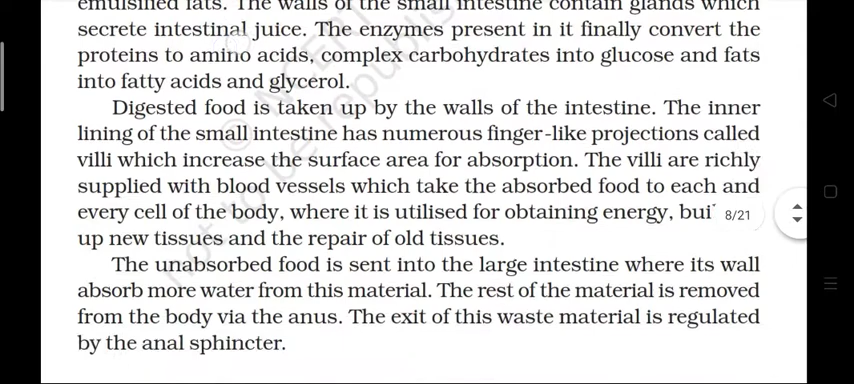 emulsified fats. The walls of the small intestine contain glands which
secrete intestinal juice. The enzymes present in it finally convert the
proteins to amino acids, complex carbohydrates into glucose and fats
into fatty acids and glycerol.
Digested food is taken up by the walls of the intestine. The inner
lining of the small intestine has numerous finger-like projections called
villi which increase the surface area for absorption. The villi are richly
supplied with blood vessels which take the absorbed food to each and
every cell of the body, where it is utilised for obtaining energy,
8/21
up new tissues and the repair of old tissues.
The unabsorbed food is sent into the large intestine where its wall
absorb more water from this material. The rest of the material is removed
from the body via the anus. The exit of this waste material is regulated
by the anal sphincter.
© NCERT
not to be republis